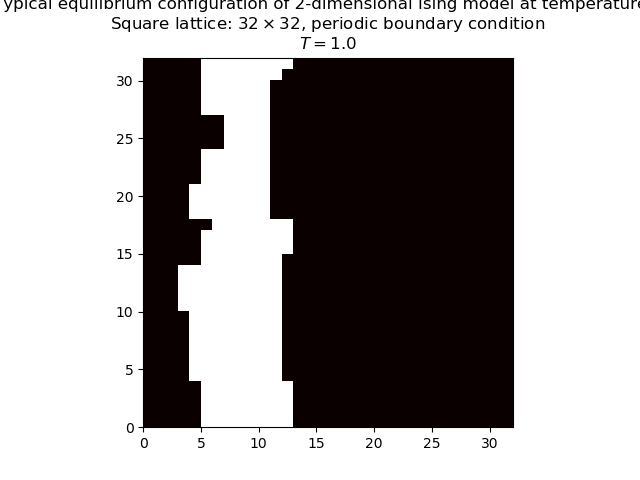 ypical equilibrium configuration of 2-dimensional Ising model at temperature
Square lattice: 32 × 32, periodic boundary condition
T = 1.0
30
25
20
15
10
5
0
0 5 10 15 20 25 30